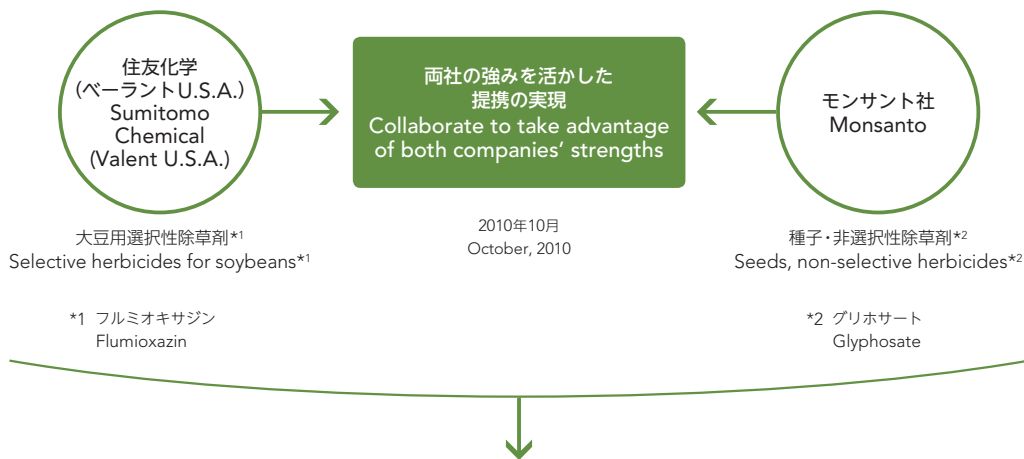 住友化学
(ベーラントU.S.A.)
Sumitomo
Chemical
(Valent U.S.A.)
両社の強みを活かした
提携の実現
Collaborate to take advantage
of both companies’ strengths
モンサント社
Monsanto
大豆用選択性除草剤*1
Selective herbicides for soybeans*1
2010年10月
October, 2010
種子・非選択性除草剤*2
Seeds, non-selective herbicides*2
*1 フルミオキサジン
Flumioxazin
*2 グリホサート
Glyphosate